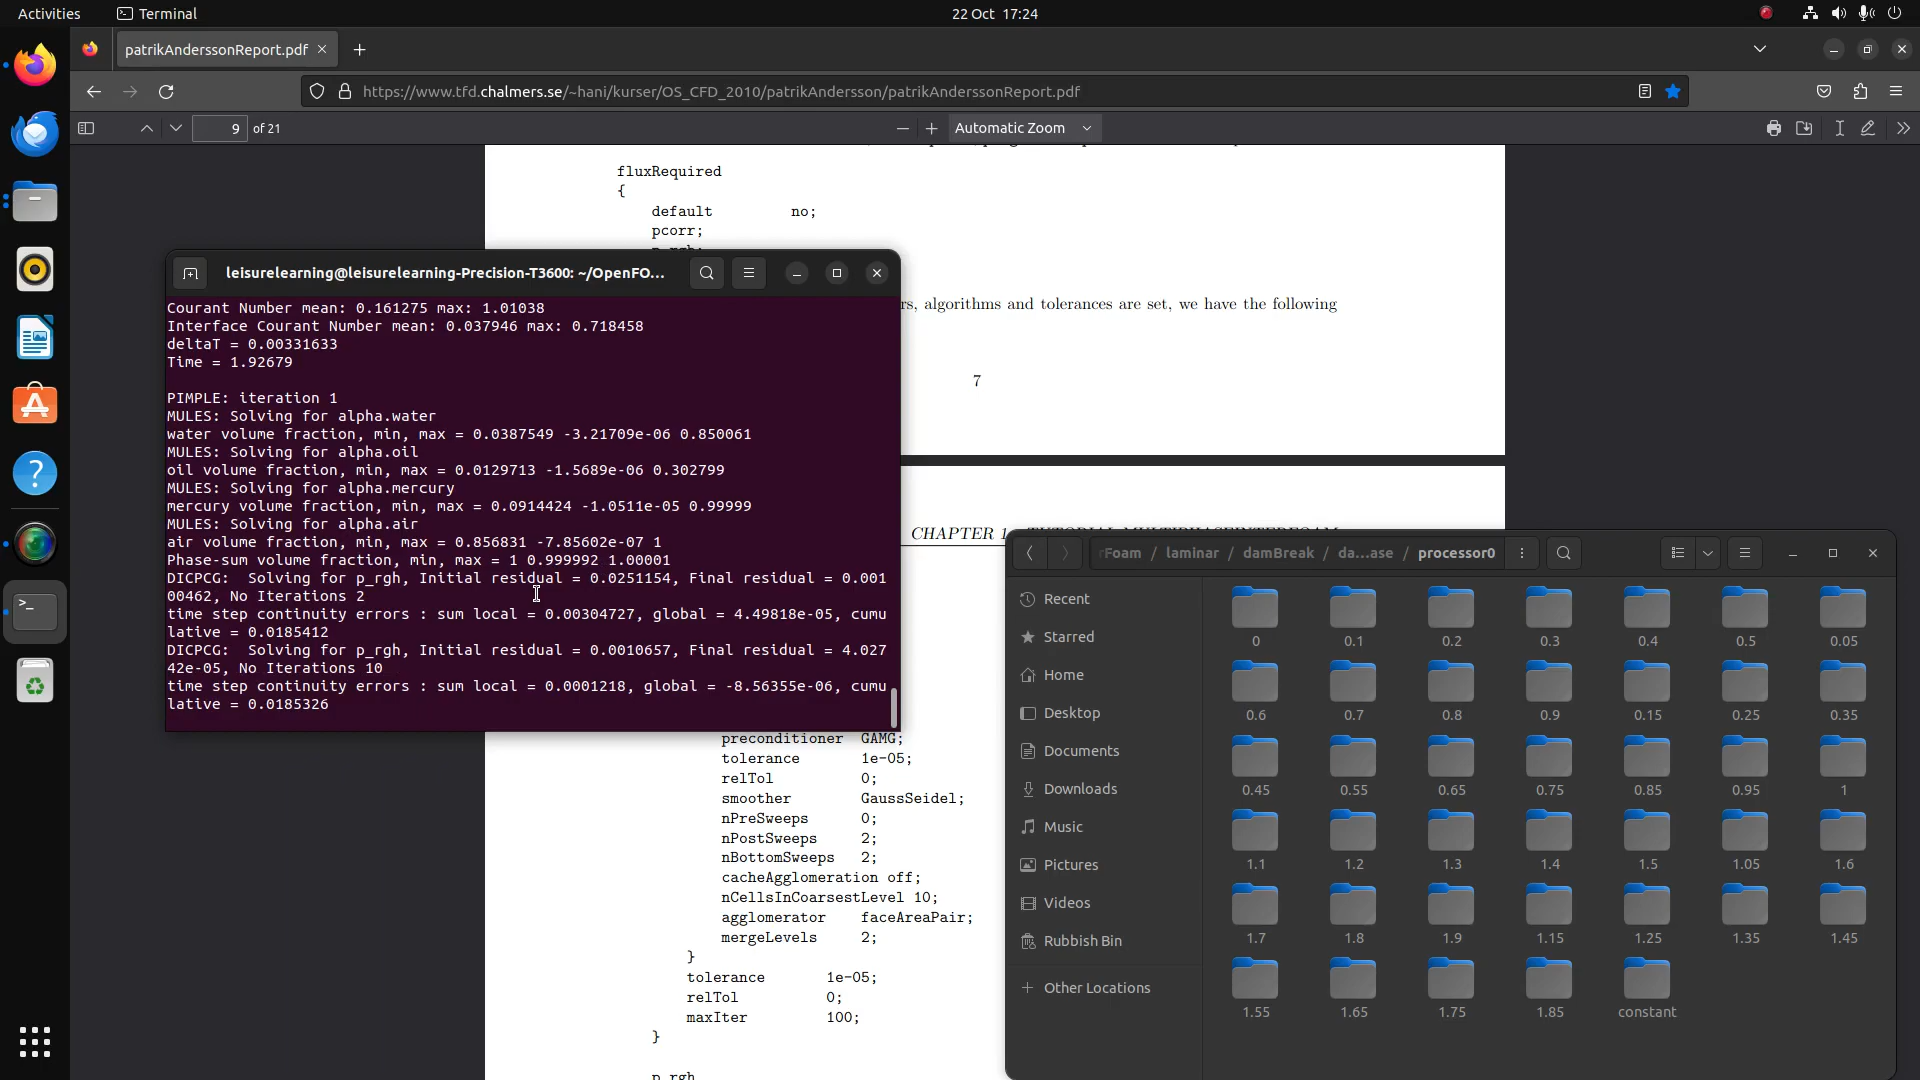 Activities
Terminal
22 Oct 17:24
patrikAnderssonReport.pdf
https://www.tfd.chalmers.se/~hani/kurser/OS_CFD_2010/patrikAndersson/patrikAnderssonReport.pdf
9 of 21
Automatic Zoom
fluxRequired
{
default no;
pcorr;
rs, algorithms and tolerances are set, we have the following
7
leisurelearning@leisurelearning-Precision-T3600: ~/OpenFO...
Courant Number mean: 0.161275 max: 1.01038
Interface Courant Number mean: 0.037946 max: 0.718458
deltaT = 0.00331633
Time = 1.92679
PIMPLE: iteration 1
MULES: Solving for alpha.water
water volume fraction, min, max = 0.0387549 -3.21709e-06 0.850061
MULES: Solving for alpha.oil
oil volume fraction, min, max = 0.0129713 -1.5689e-06 0.302799
MULES: Solving for alpha.mercury
mercury volume fraction, min, max = 0.0914424 -1.0511e-05 0.99999
MULES: Solving for alpha.air
air volume fraction, min, max = 0.856831 -7.85602e-07 1
Phase-sum volume fraction, min, max = 1 0.999992 1.00001
DICPCG:  Solving for p_rgh, Initial residual = 0.0251154, Final residual = 0.001
00462, No Iterations 2
time step continuity errors : sum local = 0.00304727, global = 4.49818e-05, cumu
lative = 0.0185412
DICPCG:  Solving for p_rgh, Initial residual = 0.0010657, Final residual = 4.027
42e-05, No Iterations 10
time step continuity errors : sum local = 0.0001218, global = -8.56355e-06, cumu
lative = 0.0185326
preconditioner GAMG;
tolerance 1e-05;
relTol 0;
smoother GaussSeidel;
nPreSweeps 0;
nPostSweeps 2;
nBottomSweeps 2;
cacheAgglomeration off;
nCellsInCoarsestLevel 10;
agglomerator faceAreaPair;
mergeLevels 2;
}
tolerance 1e-05;
relTol 0;
maxIter 100;
}
p_rgh
CHAPTER 1
rFoam / laminar / damBreak / da...ase / processor0
Recent
Starred
Home
Desktop
Documents
Downloads
Music
Pictures
Videos
Rubbish Bin
Other Locations
0 0.1 0.2 0.3 0.4 0.5 0.05
0.6 0.7 0.8 0.9 0.15 0.25 0.35
0.45 0.55 0.65 0.75 0.85 0.95 1
1.1 1.2 1.3 1.4 1.5 1.05 1.6
1.7 1.8 1.9 1.15 1.25 1.35 1.45
1.55 1.65 1.75 1.85 constant